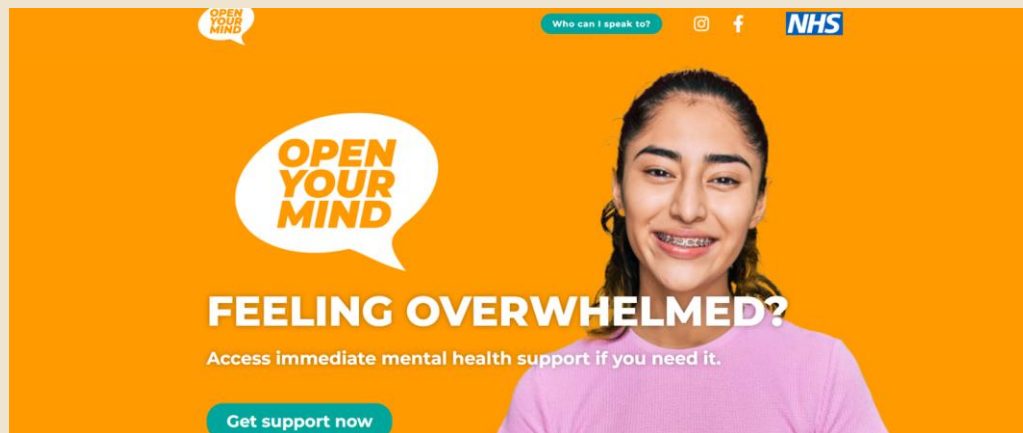 OPEN
YOUR
MIND
Who can I speak to?
NHS
OPEN
YOUR
MIND
FEELING OVERWHELMED?
Access immediate mental health support if you need it.
Get support now